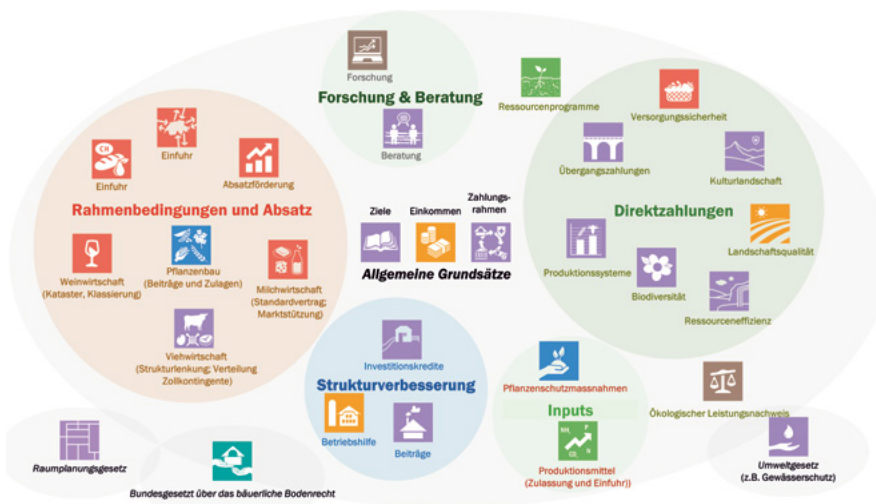 Forschung
Forschung & Beratung
Beratung
Ressourcenprogramme
Versorgungssicherheit
Übergangszahlungen
Kulturlandschaft
Direktzahlungen
Produktionssysteme
Biodiversität
Landschaftsqualität
Ressourceneffizienz
CH
Einfuhr
Einfuhr
Absatzförderung
Rahmenbedingungen und Absatz
Weinwirtschaft
(Kataster, Klassierung)
Pflanzenbau
(Beiträge und Zulagen)
Milchwirtschaft
(Standardvertrag;
Marktstützung)
Viehwirtschaft
(Strukturlenkung; Verteilung
Zollkontingente)
Ziele
Einkommen
Zahlungs-
rahmen
Allgemeine Grundsätze
Investitionskredite
Strukturverbesserung
Betriebshilfe
Beiträge
Pflanzenschutzmassnahmen
Inputs
Produktionsmittel
(Zulassung und Einfuhr))
Ökologischer Leistungsnachweis
Raumplanungsgesetz
Bundesgesetzt über das bäuerliche Bodenrecht
Umweltgesetz
(z.B. Gewässerschutz)